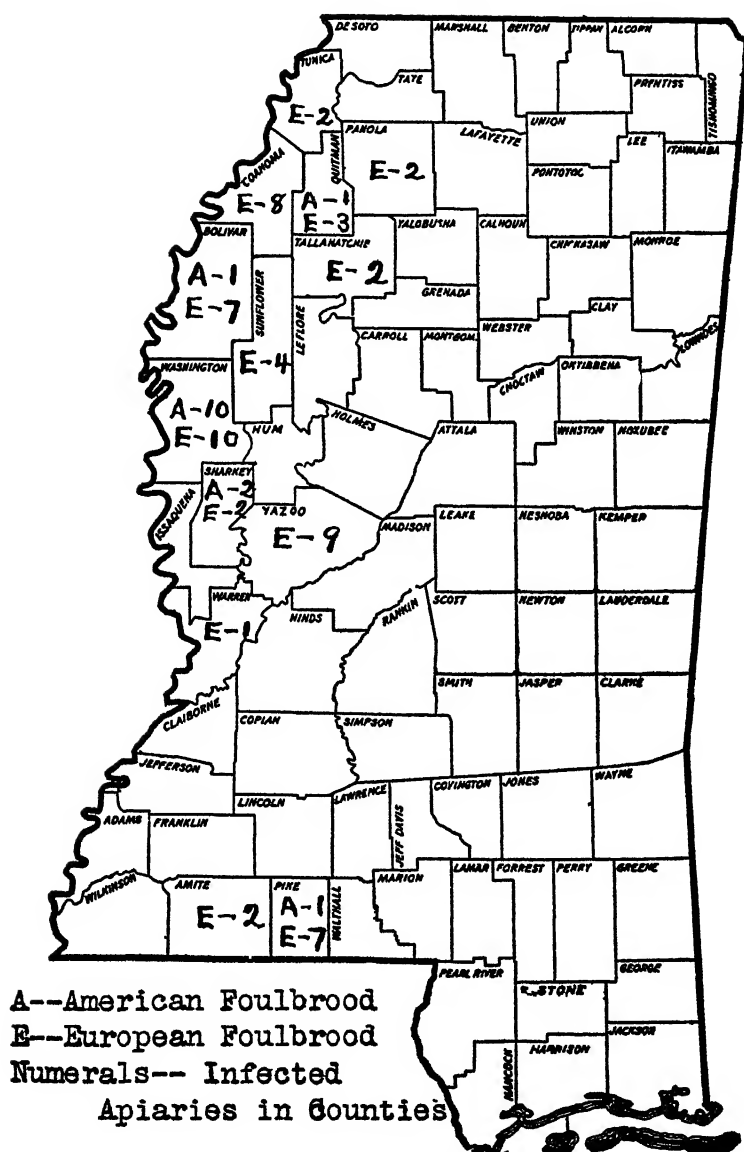 DE SOTO
MARSHALL
BENTON
TIPPAH
ALCORN
TUNICA
TATE
PRENTISS
TISHOMINGO
E-2
PANOLA
LAFAYETTE
UNION
LEE
ITAWAMBA
COAHOMA
QUITMAN
E-2
PONTOTOC
E-8
A-1
E-3
BOLIVAR
TALLAHATCHIE
YALOBUSHA
CALHOUN
CHICKASAW
MONROE
A-1
E-7
SUNFLOWER
E-2
GRENADA
CLAY
LEFLORE
CARROLL
MONTGOM.
WEBSTER
LOWNDES
WASHINGTON
E-4
CHOCTAW
OKTIBBEHA
A-10
E-10
HUM
HOLMES
ATTALA
WINSTON
NOXUBEE
SHARKEY
A-2
E-2
ISSAQUENA
YAZOO
E-9
MADISON
LEAKE
NESHOBA
KEMPER
WARREN
E-1
HINDS
RANKIN
SCOTT
NEWTON
LAUDERDALE
SMITH
JASPER
CLARKE
CLAIBORNE
COPIAH
SIMPSON
JEFFERSON
LINCOLN
LAWRENCE
COVINGTON
JONES
WAYNE
ADAMS
FRANKLIN
JEFF DAVIS
WILKINSON
AMITE
PIKE
WALTHALL
MARION
LAMAR
FORREST
PERRY
GREENE
E-2
A-1
E-7
PEARL RIVER
GEORGE
STONE
HANCOCK
HARRISON
JACKSON
A--American Foulbrood
E--European Foulbrood
Numerals-- Infected
Apiaries in Counties